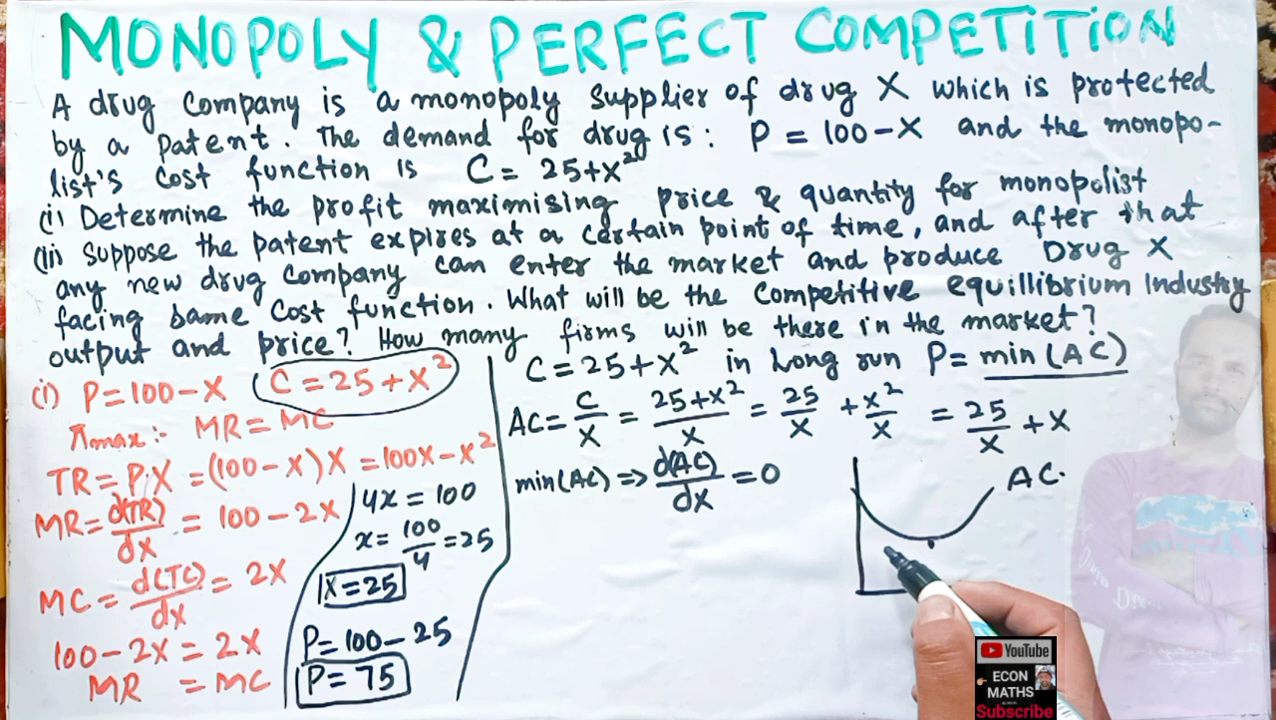 MONOPOLY & PERFECT COMPETITION
A drug Company is a monopoly supplier of drug X which is protected
by a Patent. The demand for drug is: P = 100-X and the monopo-
list's cost function is C = 25+X²
(i) Determine the profit maximising price & quantity for monopolist
(ii) Suppose the patent expires at a certain point of time, and after that
any new drug company can enter the market and produce Drug X
facing same Cost function. What will be the Competitive equillibrium Industry
output and price? How many firms will be there in the market?
(i) P=100-X C=25+X²
πmax:- MR=MC
TR=P.X=(100-X)X=100X-X²
MR=d(TR)/dx=100-2X
MC=d(TC)/dx=2X
100-2X=2X
MR=MC
4x=100
x=100/4=25
X=25
P=100-25
P=75
C=25+X² in Long run P=min(AC)
AC=C/X=25+X²/X=25/X+X²/X=25/X+X
min(AC)⇒d(AC)/dx=0
AC.
YouTube
ECON
MATHS
Subscribe